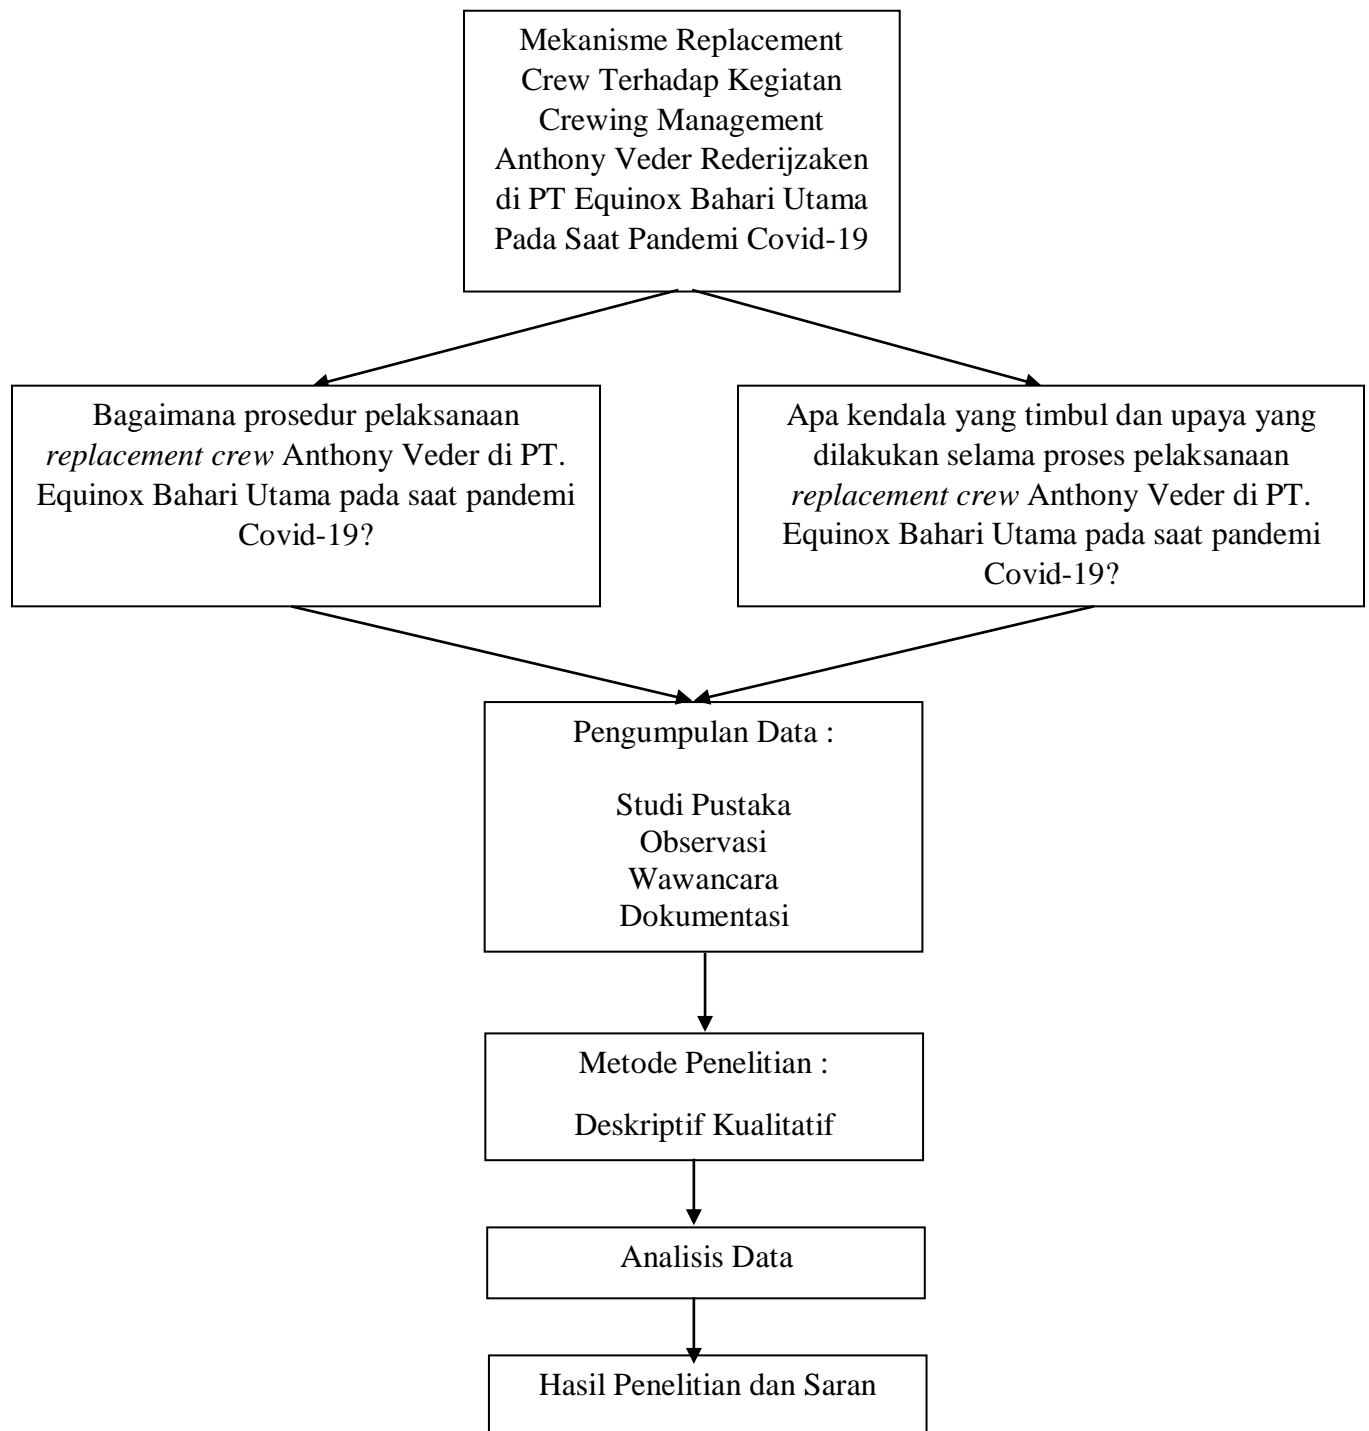 Mekanisme Replacement
Crew Terhadap Kegiatan
Crewing Management
Anthony Veder Rederijzaken
di PT Equinox Bahari Utama
Pada Saat Pandemi Covid-19
Bagaimana prosedur pelaksanaan
replacement crew Anthony Veder di PT.
Equinox Bahari Utama pada saat pandemi
Covid-19?
Apa kendala yang timbul dan upaya yang
dilakukan selama proses pelaksanaan
replacement crew Anthony Veder di PT.
Equinox Bahari Utama pada saat pandemi
Covid-19?
Pengumpulan Data :
Studi Pustaka
Observasi
Wawancara
Dokumentasi
Metode Penelitian :
Deskriptif Kualitatif
Analisis Data
Hasil Penelitian dan Saran